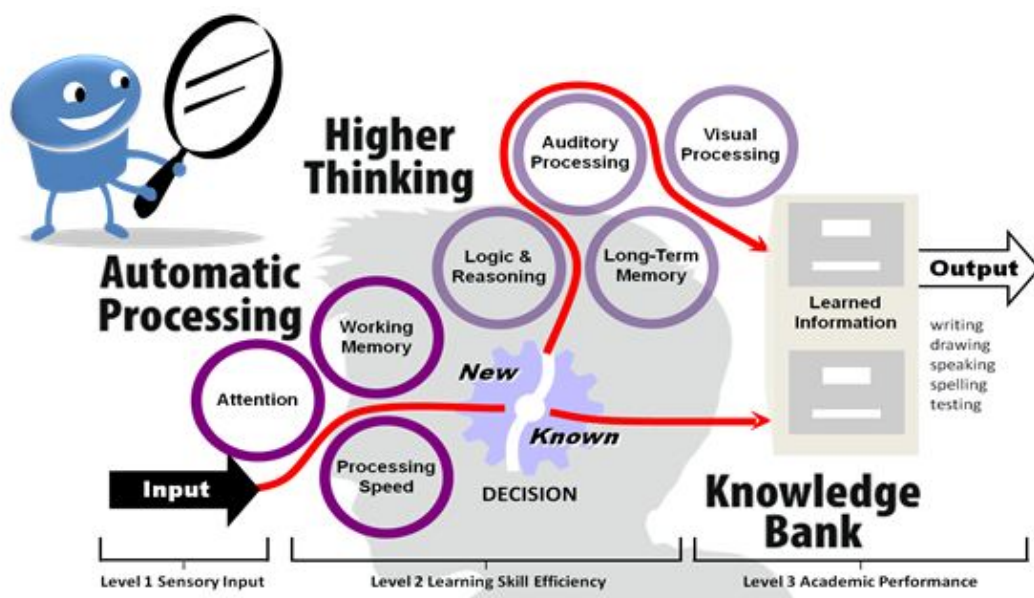 Higher
Thinking
Auditory
Processing
Visual
Processing
Logic &
Reasoning
Long-Term
Memory
Automatic
Processing
Working
Memory
Attention
Processing
Speed
Input
New
Known
DECISION
Learned
Information
Output
writing
drawing
speaking
spelling
testing
Knowledge
Bank
Level 1 Sensory Input
Level 2 Learning Skill Efficiency
Level 3 Academic Performance